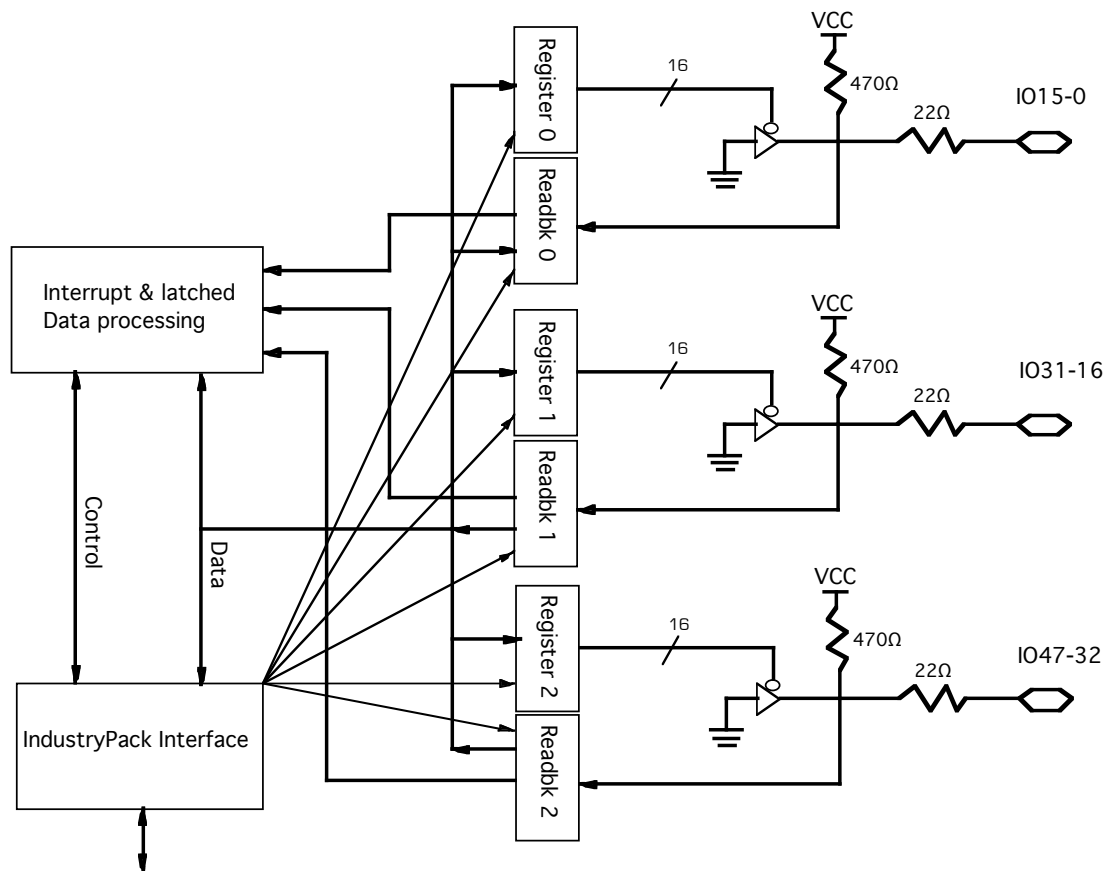 VCC
Register 0
16
470Ω
IO15-0
22Ω
Readbk 0
Interrupt & latched
Data processing
VCC
Register 1
16
470Ω
IO31-16
22Ω
Readbk 1
Control
Data
VCC
Register 2
16
470Ω
IO47-32
22Ω
IndustryPack Interface
Readbk 2